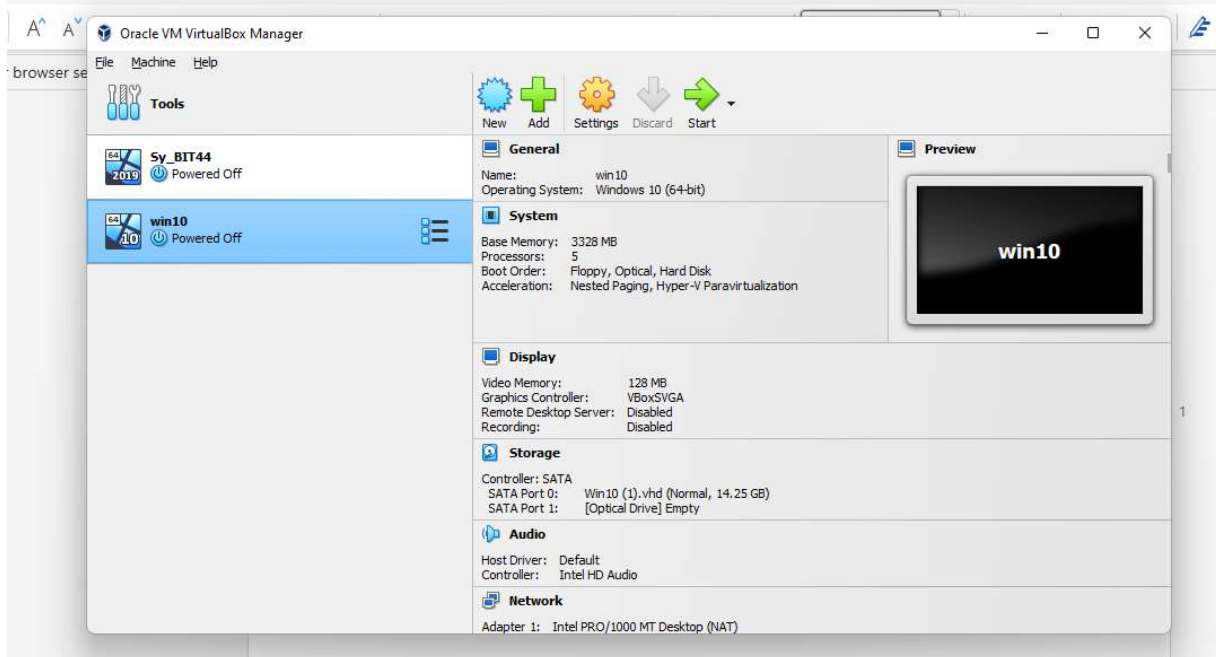 A^ A˅
browser se
Oracle VM VirtualBox Manager
File Machine Help
Tools
New Add Settings Discard Start
64 2019 Sy_BIT44
Powered Off
64 10 win10
Powered Off
General
Name: win10
Operating System: Windows 10 (64-bit)
System
Base Memory: 3328 MB
Processors: 5
Boot Order: Floppy, Optical, Hard Disk
Acceleration: Nested Paging, Hyper-V Paravirtualization
Preview
win10
Display
Video Memory: 128 MB
Graphics Controller: VBoxSVGA
Remote Desktop Server: Disabled
Recording: Disabled
Storage
Controller: SATA
SATA Port 0: Win10 (1).vhd (Normal, 14.25 GB)
SATA Port 1: [Optical Drive] Empty
Audio
Host Driver: Default
Controller: Intel HD Audio
Network
Adapter 1: Intel PRO/1000 MT Desktop (NAT)
1